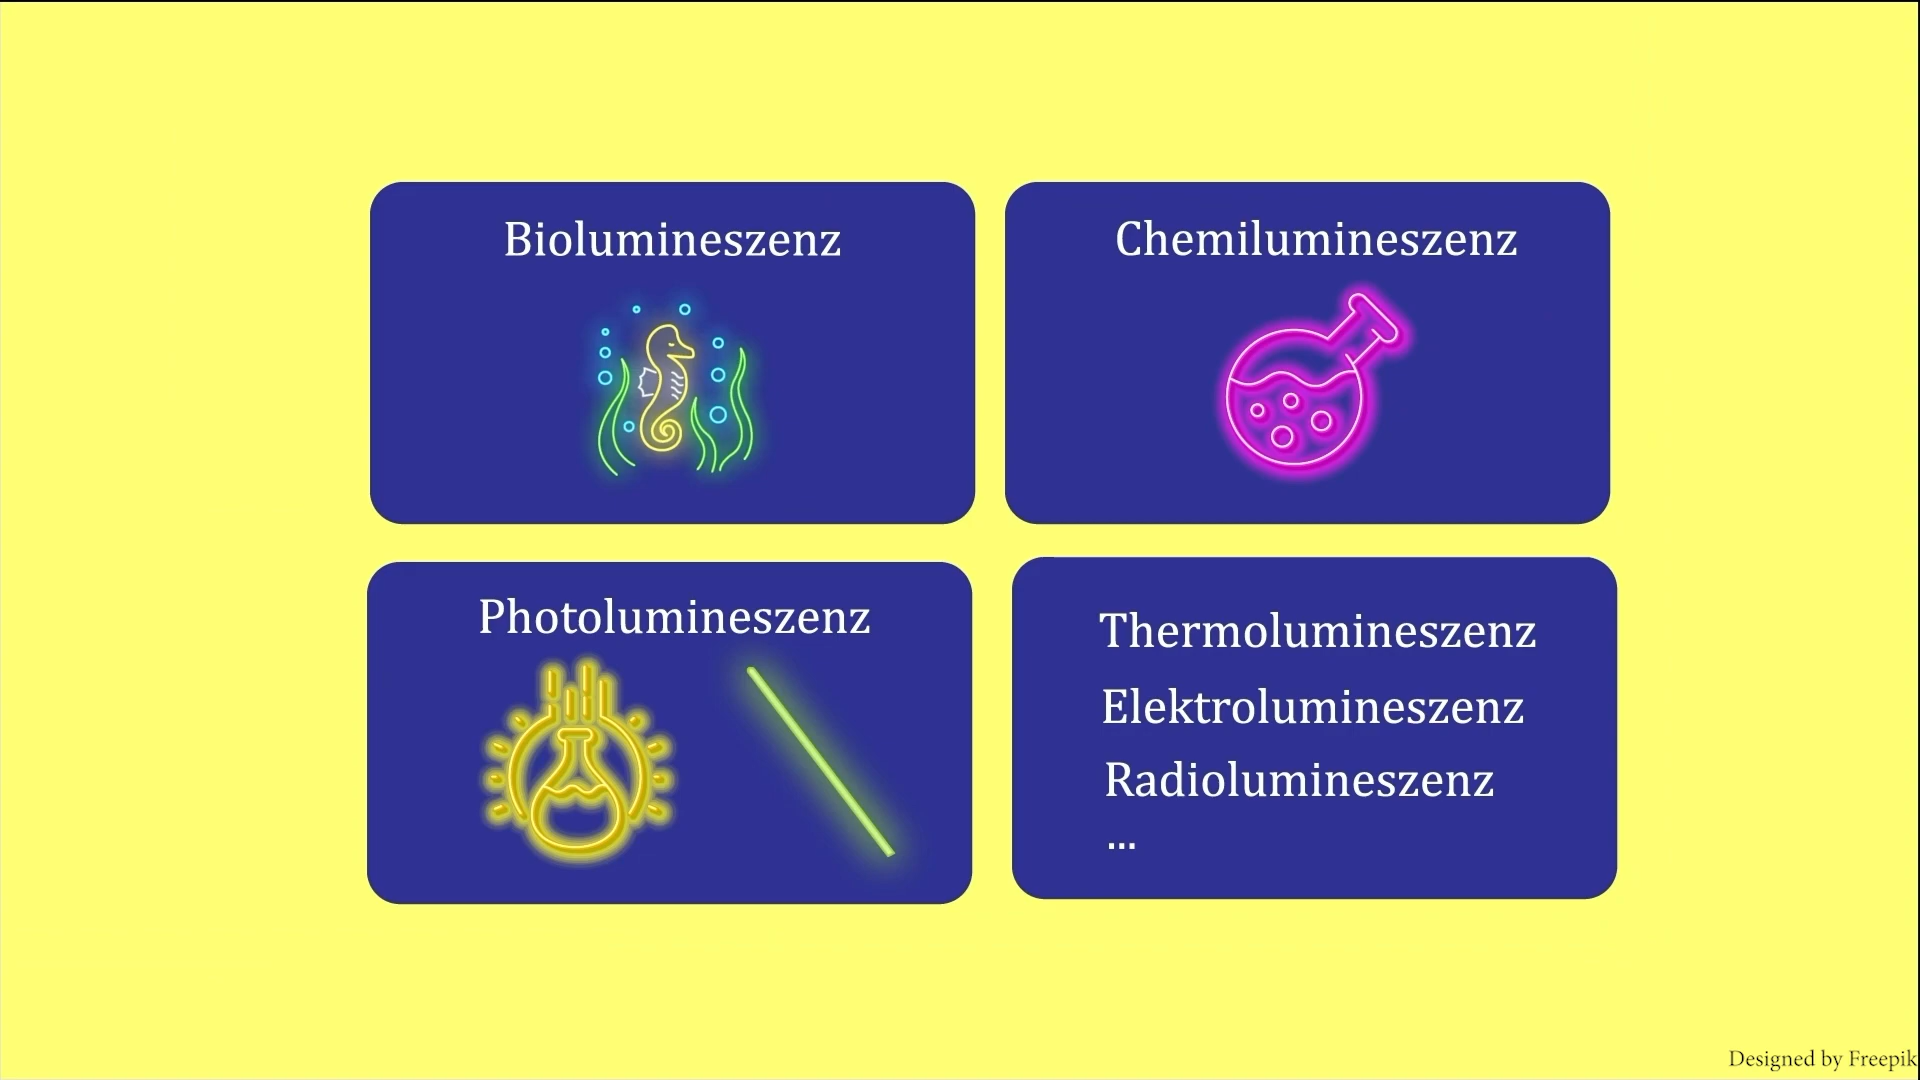 Biolumineszenz
Chemilumineszenz
Photolumineszenz
Thermolumineszenz
Elektrolumineszenz
Radiolumineszenz
...
Designed by Freepik